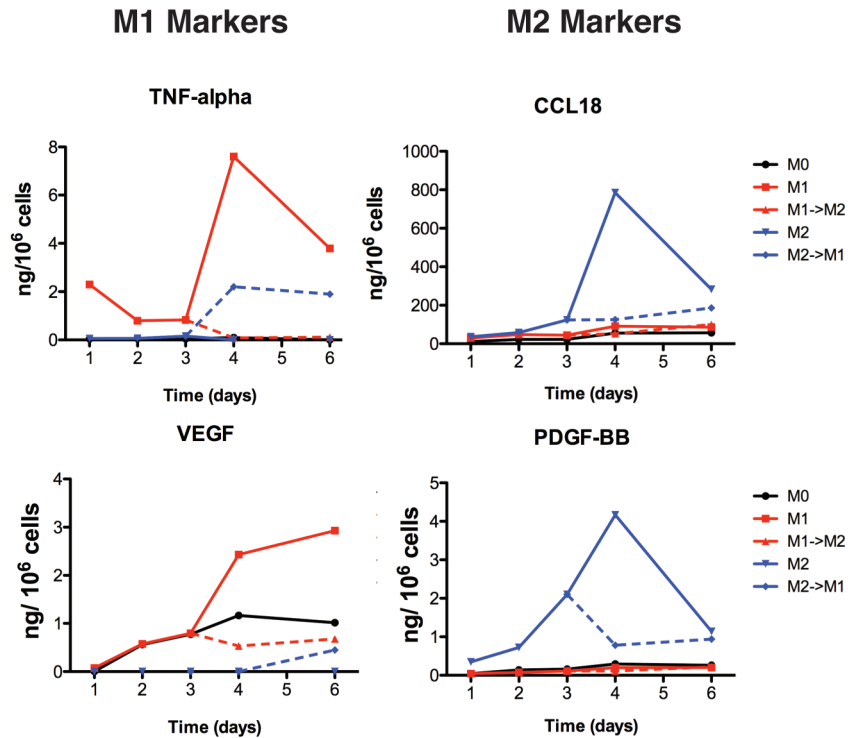 M1 Markers
M2 Markers
TNF-alpha
ng/10⁶ cells
8
6
4
2
0
1 2 3 4 5 6
Time (days)
CCL18
ng/10⁶ cells
1000
800
600
400
200
0
1 2 3 4 5 6
Time (days)
M0
M1
M1->M2
M2
M2->M1
VEGF
ng/ 10⁶ cells
4
3
2
1
0
1 2 3 4 5 6
Time (days)
PDGF-BB
ng/ 10⁶ cells
5
4
3
2
1
0
1 2 3 4 5 6
Time (days)
M0
M1
M1->M2
M2
M2->M1